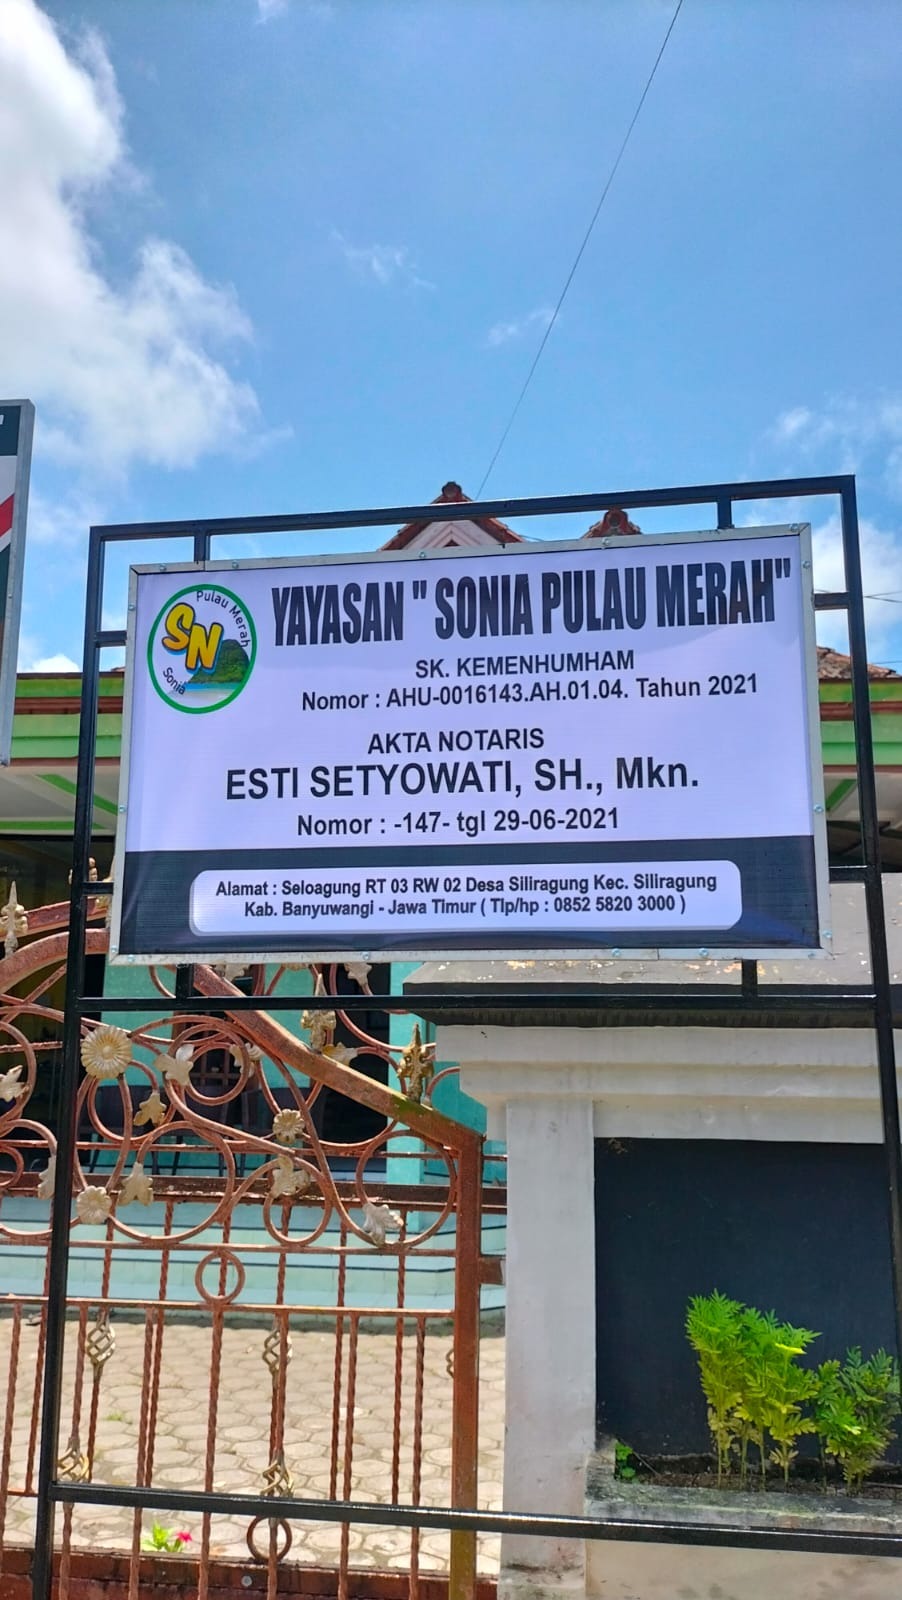 YAYASAN " SONIA PULAU MERAH"
Pulau Merah
SN
Sonia
SK. KEMENHUMHAM
Nomor : AHU-0016143.AH.01.04. Tahun 2021
AKTA NOTARIS
ESTI SETYOWATI, SH., Mkn.
Nomor : -147- tgl 29-06-2021
Alamat : Seloagung RT 03 RW 02 Desa Siliragung Kec. Siliragung
Kab. Banyuwangi - Jawa Timur ( Tlp/hp : 0852 5820 3000 )